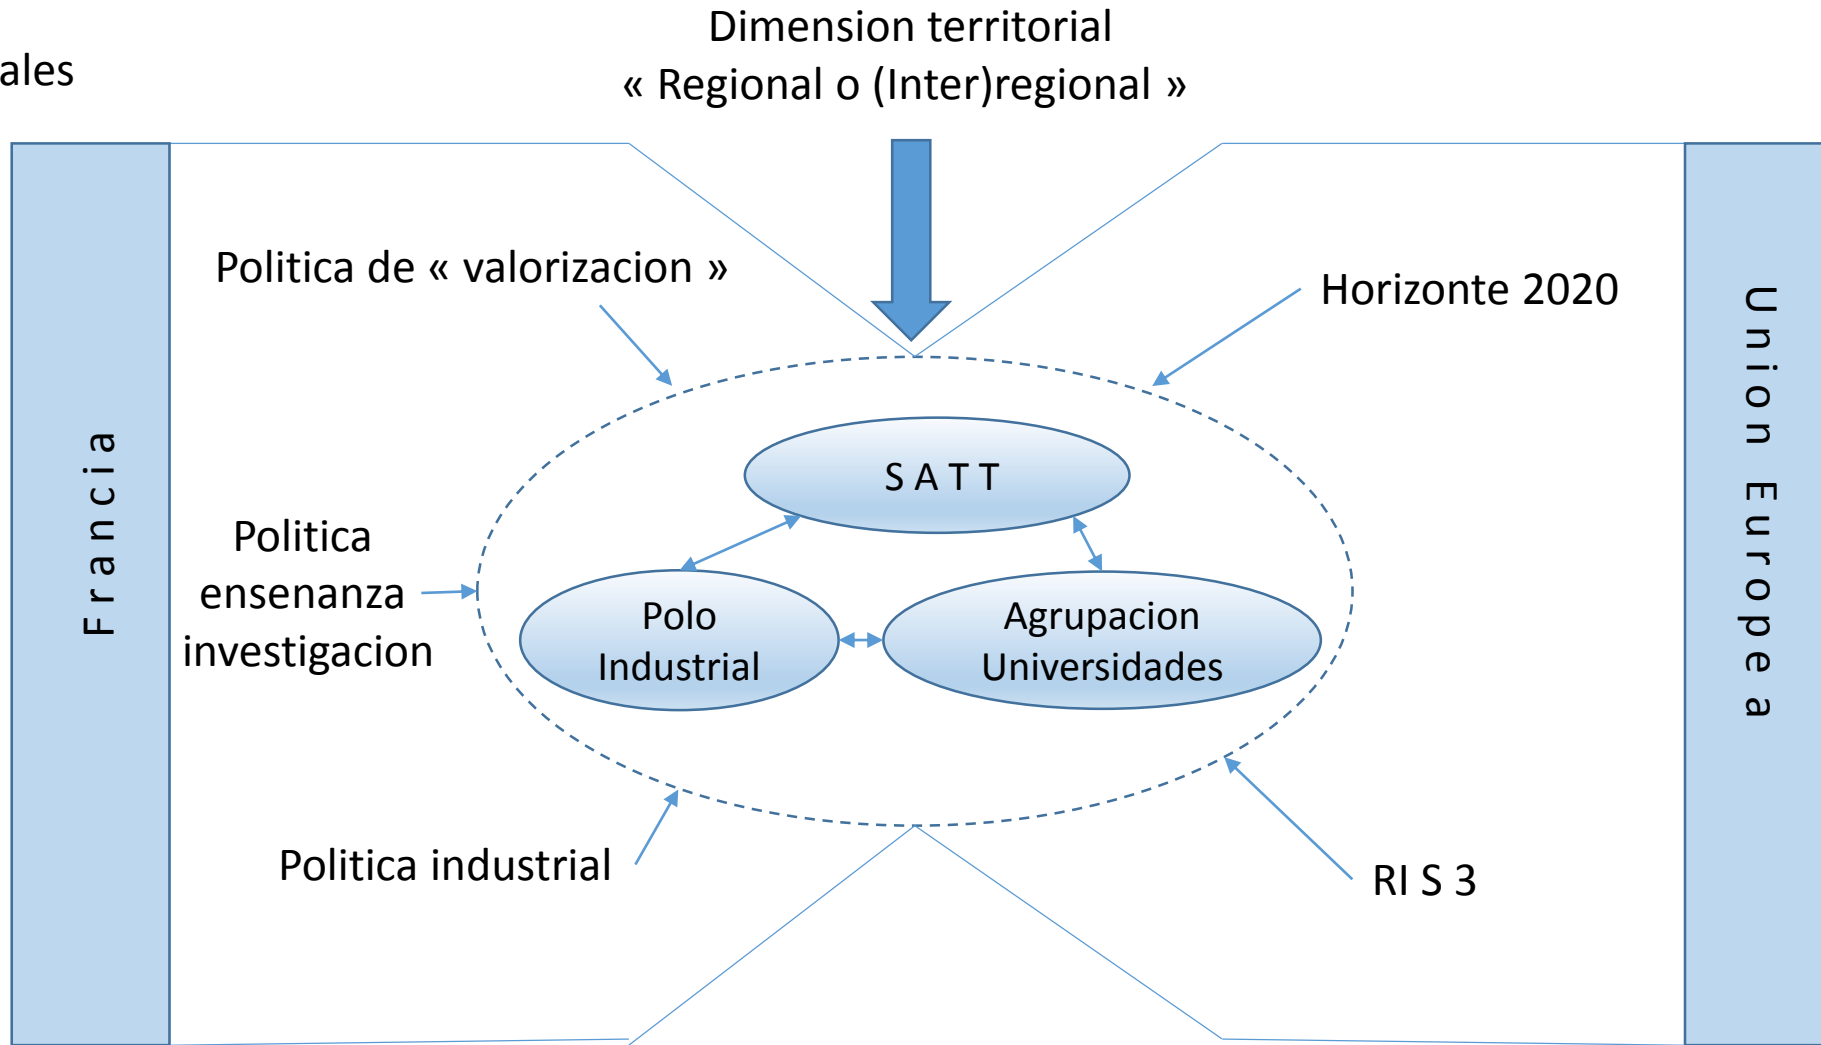 Dimension territorial
ales
« Regional o (Inter)regional »
Politica de « valorizacion »
Horizonte 2020
Francia
Union Europea
S A T T
Politica
ensenanza
investigacion
Polo
Industrial
Agrupacion
Universidades
Politica industrial
RI S 3